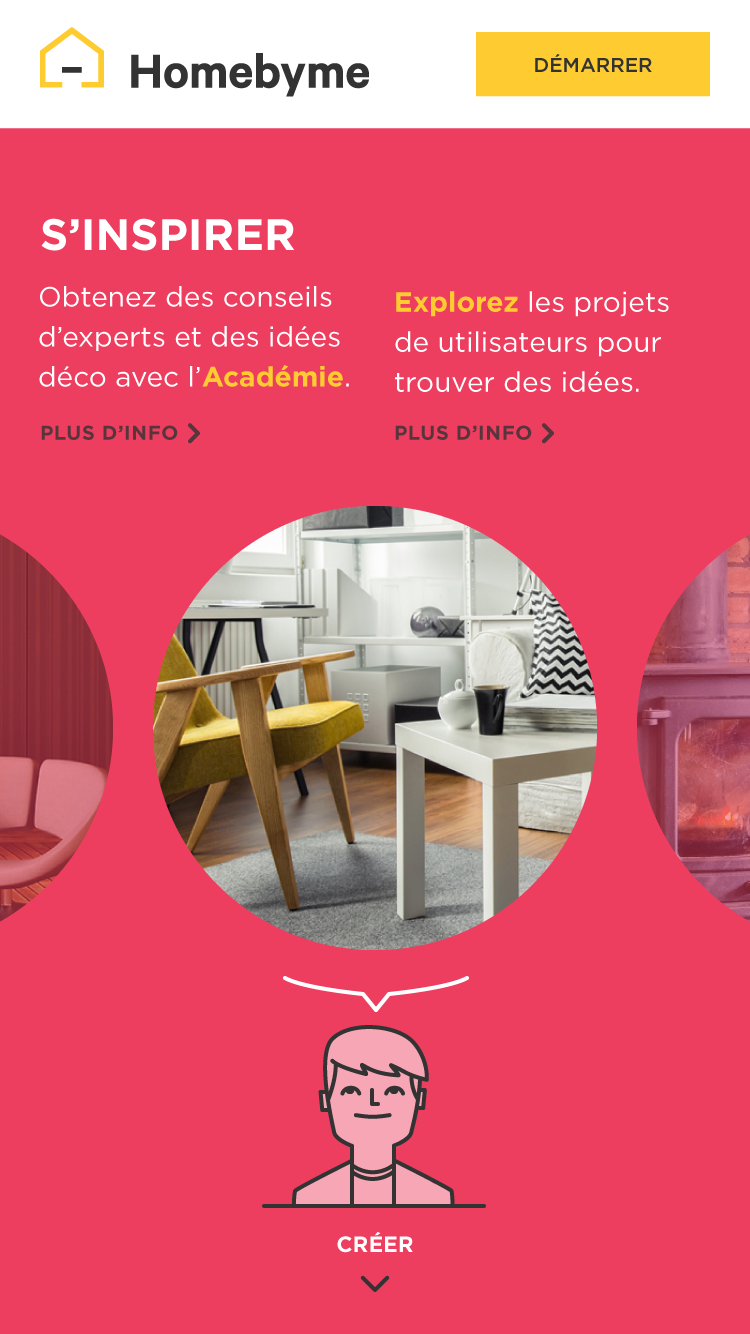 Homebyme
DÉMARRER
S’INSPIRER
Obtenez des conseils
d’experts et des idées
déco avec l’Académie.
PLUS D’INFO
Explorez les projets
de utilisateurs pour
trouver des idées.
PLUS D’INFO
CRÉER